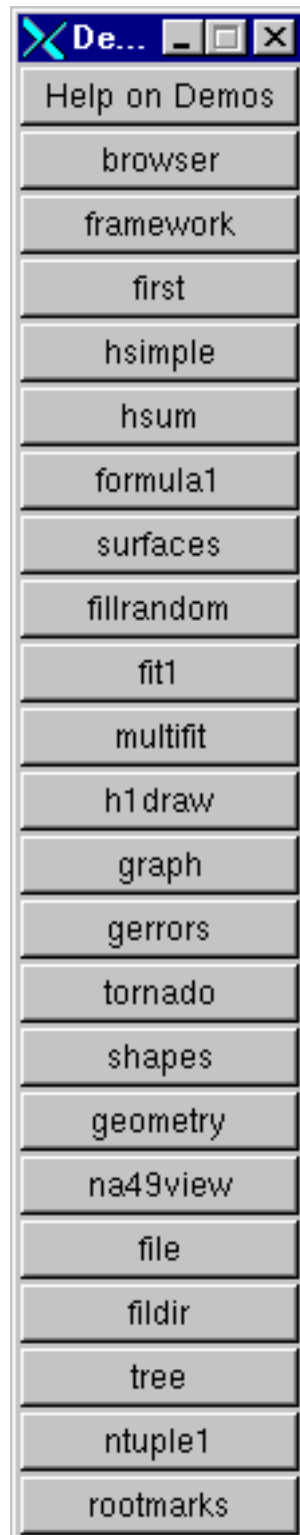 De...
Help on Demos
browser
framework
first
hsimple
hsum
formula1
surfaces
fillrandom
fit1
multifit
h1draw
graph
gerrors
tornado
shapes
geometry
na49view
file
fildir
tree
ntuple1
rootmarks